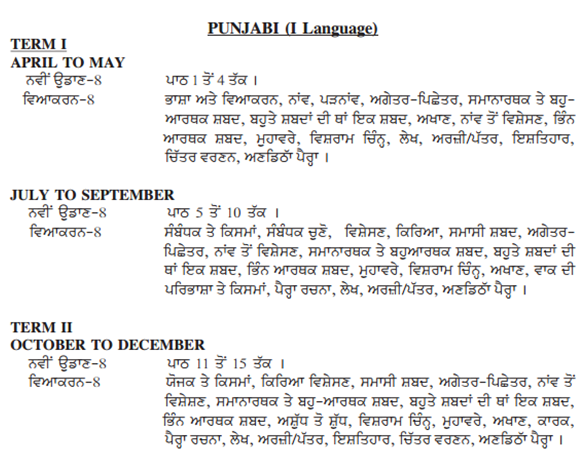 PUNJABI (I Language)
TERM I
APRIL TO MAY
ਨਵੀਂ ਉਡਾਣ-8 ਪਾਠ 1 ਤੋਂ 4 ਤੱਕ ।
ਵਿਆਕਰਨ-8 ਭਾਸ਼ਾ ਅਤੇ ਵਿਆਕਰਨ, ਨਾਂਵ, ਪੜਨਾਂਵ, ਅਗੇਤਰ-ਪਿਛੇਤਰ, ਸਮਾਨਾਰਥਕ ਤੇ ਬਹੁ-
ਆਰਥਕ ਸ਼ਬਦ, ਬਹੁਤੇ ਸ਼ਬਦਾਂ ਦੀ ਥਾਂ ਇਕ ਸ਼ਬਦ, ਅਖਾਣ, ਨਾਂਵ ਤੋਂ ਵਿਸ਼ੇਸਣ, ਭਿੰਨ
ਆਰਥਕ ਸ਼ਬਦ, ਮੁਹਾਵਰੇ, ਵਿਸ਼ਰਾਮ ਚਿੰਨ੍ਹ, ਲੇਖ, ਅਰਜ਼ੀ/ਪੱਤਰ, ਇਸ਼ਤਿਹਾਰ,
ਚਿੱਤਰ ਵਰਣਨ, ਅਣਡਿਠਾ ਪੈਰ੍ਹਾ ।
JULY TO SEPTEMBER
ਨਵੀਂ ਉਡਾਣ-8 ਪਾਠ 5 ਤੋਂ 10 ਤੱਕ ।
ਵਿਆਕਰਨ-8 ਸੰਬੰਧਕ ਤੇ ਕਿਸਮਾਂ, ਸੰਬੰਧਕ ਚੁਣੋ, ਵਿਸ਼ੇਸਣ, ਕਿਰਿਆ, ਸਮਾਸੀ ਸ਼ਬਦ, ਅਗੇਤਰ-
ਪਿਛੇਤਰ, ਨਾਂਵ ਤੋਂ ਵਿਸ਼ੇਸਣ, ਸਮਾਨਾਰਥਕ ਤੇ ਬਹੁਆਰਥਕ ਸ਼ਬਦ, ਬਹੁਤੇ ਸ਼ਬਦਾਂ ਦੀ
ਥਾਂ ਇਕ ਸ਼ਬਦ, ਭਿੰਨ ਆਰਥਕ ਸ਼ਬਦ, ਮੁਹਾਵਰੇ, ਵਿਸ਼ਰਾਮ ਚਿੰਨ੍ਹ, ਅਖਾਣ, ਵਾਕ ਦੀ
ਪਰਿਭਾਸ਼ਾ ਤੇ ਕਿਸਮਾਂ, ਪੈਰ੍ਹਾ ਰਚਨਾ, ਲੇਖ, ਅਰਜ਼ੀ/ਪੱਤਰ, ਅਣਡਿਠਾਂ ਪੈਰ੍ਹਾ ।
TERM II
OCTOBER TO DECEMBER
ਨਵੀਂ ਉਡਾਣ-8 ਪਾਠ 11 ਤੋਂ 15 ਤੱਕ ।
ਵਿਆਕਰਨ-8 ਯੋਜਕ ਤੇ ਕਿਸਮਾਂ, ਕਿਰਿਆ ਵਿਸ਼ੇਸਣ, ਸਮਾਸੀ ਸ਼ਬਦ, ਅਗੇਤਰ-ਪਿਛੇਤਰ, ਨਾਂਵ ਤੋਂ
ਵਿਸ਼ੇਸ਼ਣ, ਸਮਾਨਾਰਥਕ ਤੇ ਬਹੁ-ਆਰਥਕ ਸ਼ਬਦ, ਬਹੁਤੇ ਸ਼ਬਦਾਂ ਦੀ ਥਾਂ ਇਕ ਸ਼ਬਦ,
ਭਿੰਨ ਆਰਥਕ ਸ਼ਬਦ, ਅਸ਼ੁੱਧ ਤੋ ਸ਼ੁੱਧ, ਵਿਸ਼ਰਾਮ ਚਿੰਨ੍ਹ, ਮੁਹਾਵਰੇ, ਅਖਾਣ, ਕਾਰਕ,
ਪੈਰ੍ਹਾ ਰਚਨਾ, ਲੇਖ, ਅਰਜ਼ੀ/ਪੱਤਰ, ਇਸ਼ਤਿਹਾਰ, ਚਿੱਤਰ ਵਰਣਨ, ਅਣਡਿਠਾਂ ਪੈਰ੍ਹਾ ।